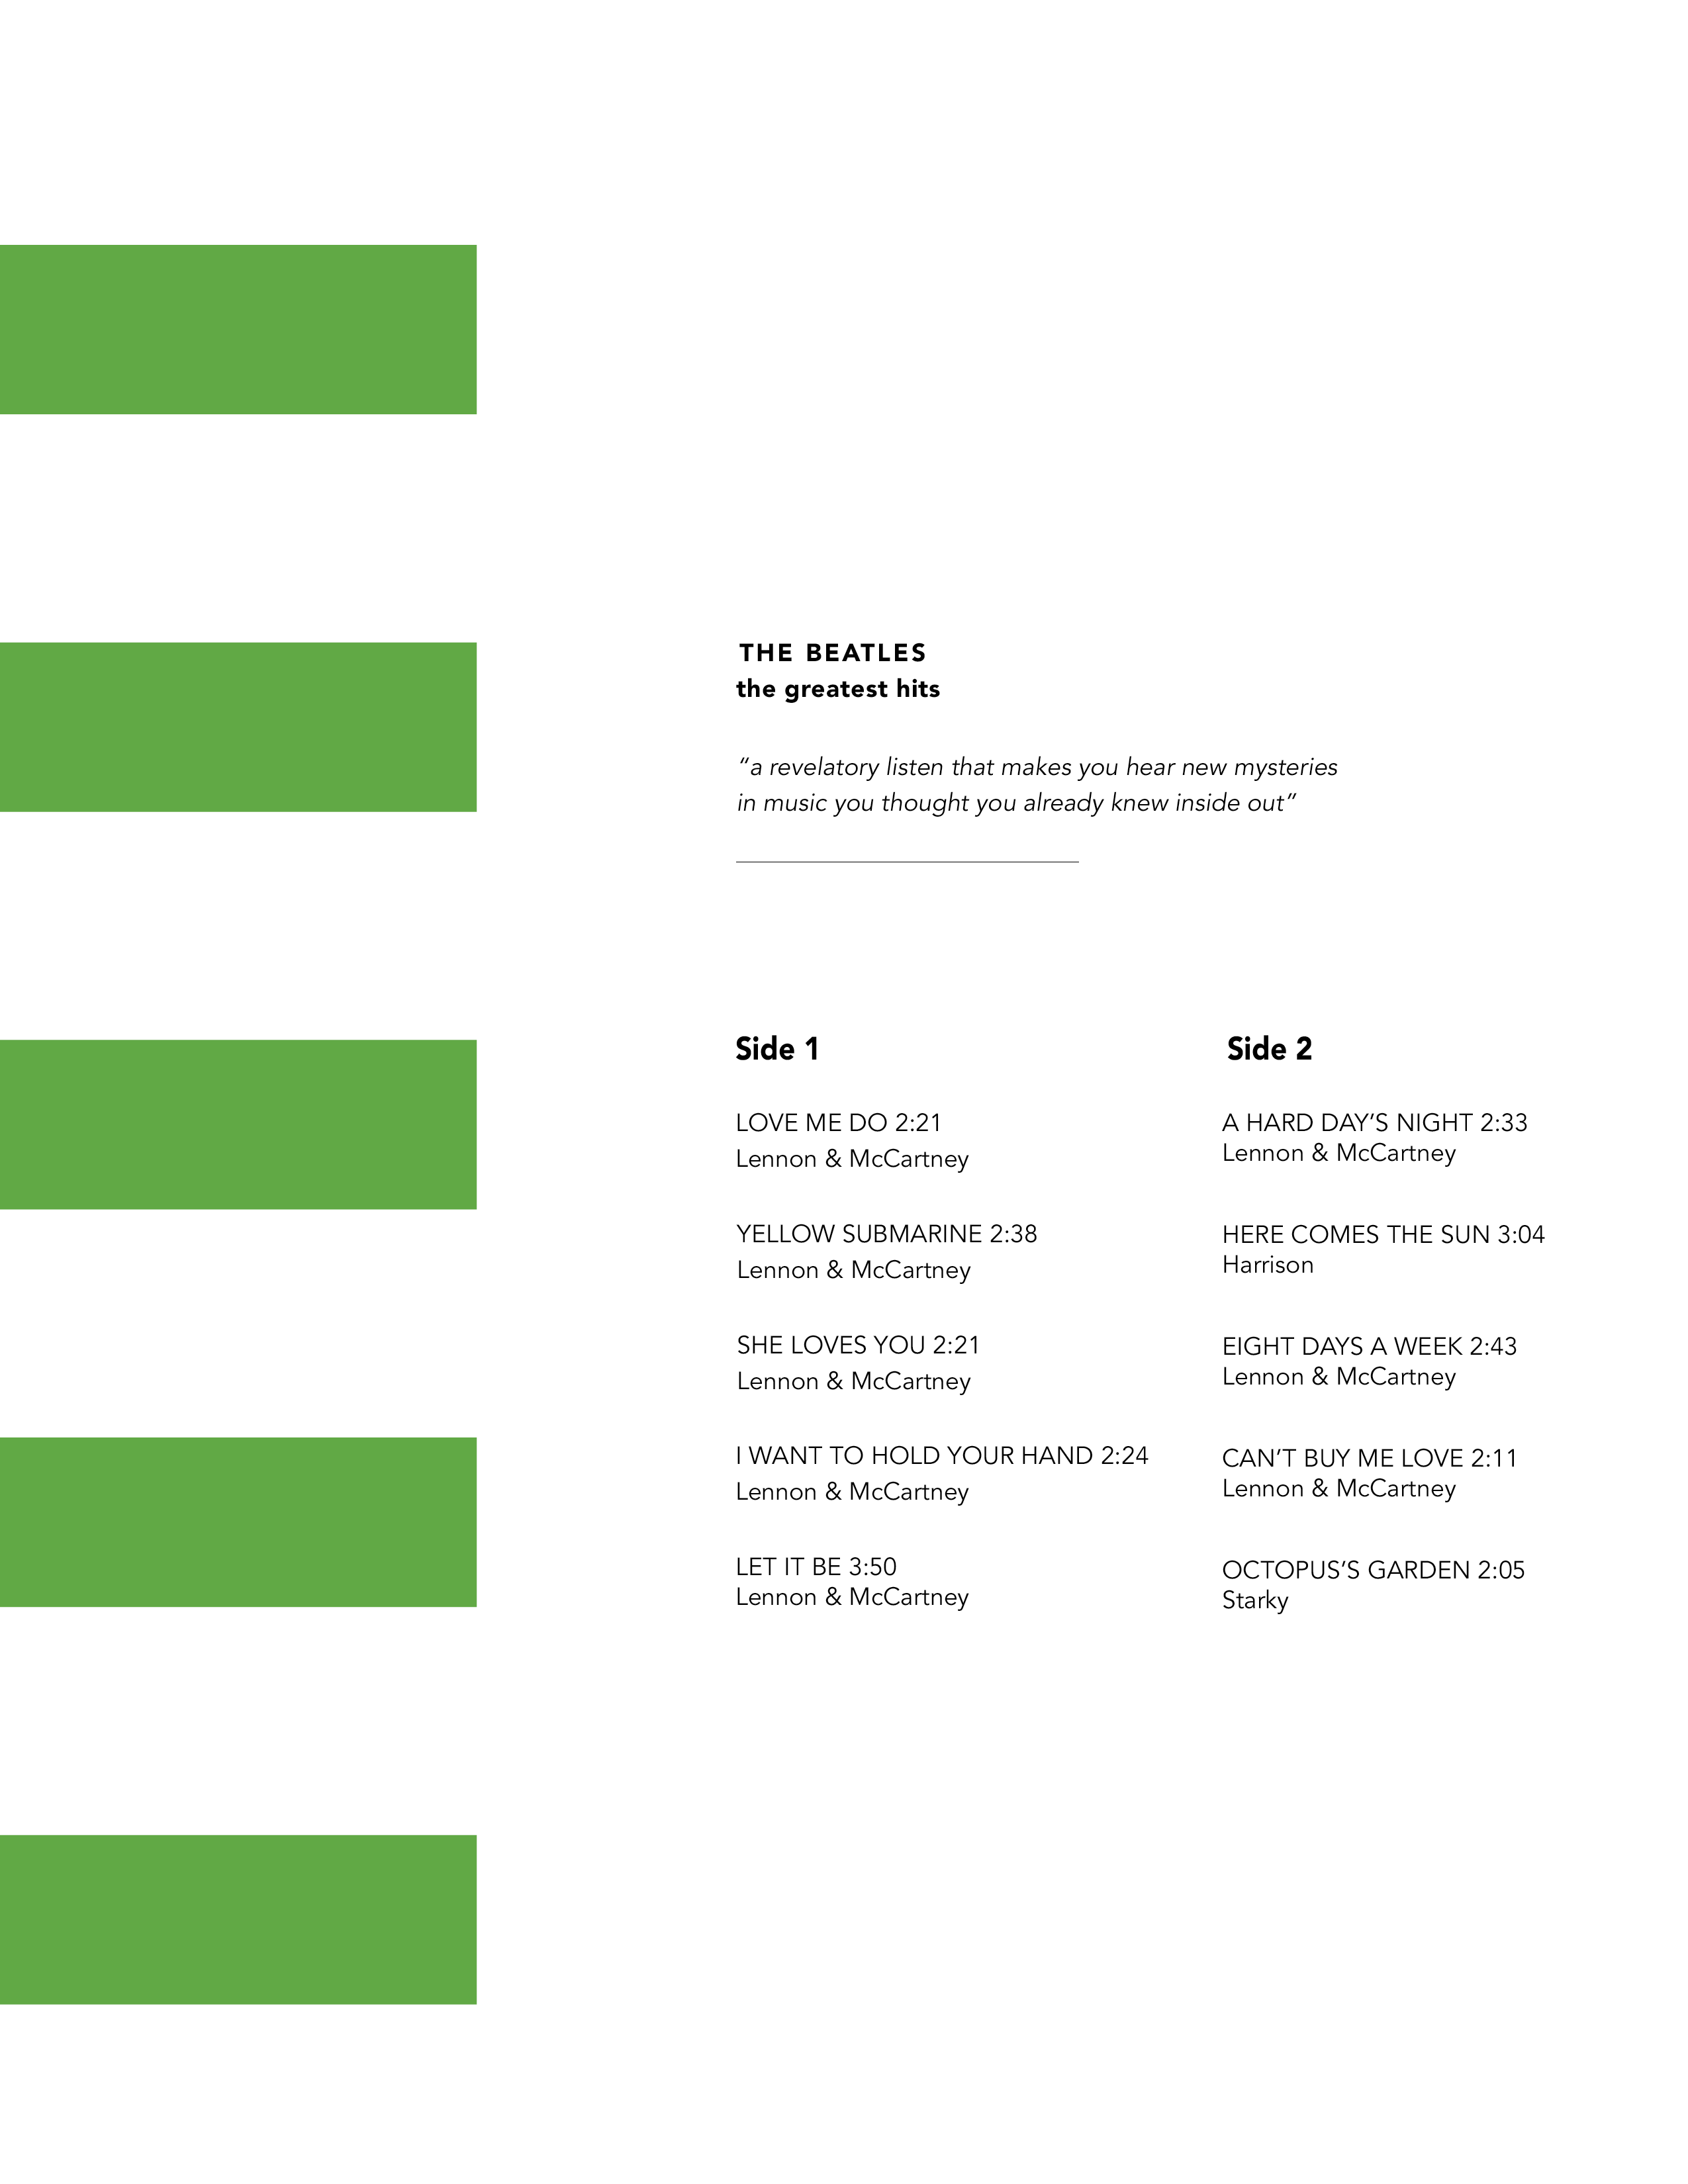 THE BEATLES
the greatest hits
“a revelatory listen that makes you hear new mysteries
in music you thought you already knew inside out”
Side 1
LOVE ME DO 2:21
Lennon & McCartney
YELLOW SUBMARINE 2:38
Lennon & McCartney
SHE LOVES YOU 2:21
Lennon & McCartney
I WANT TO HOLD YOUR HAND 2:24
Lennon & McCartney
LET IT BE 3:50
Lennon & McCartney
Side 2
A HARD DAY’S NIGHT 2:33
Lennon & McCartney
HERE COMES THE SUN 3:04
Harrison
EIGHT DAYS A WEEK 2:43
Lennon & McCartney
CAN’T BUY ME LOVE 2:11
Lennon & McCartney
OCTOPUS’S GARDEN 2:05
Starky